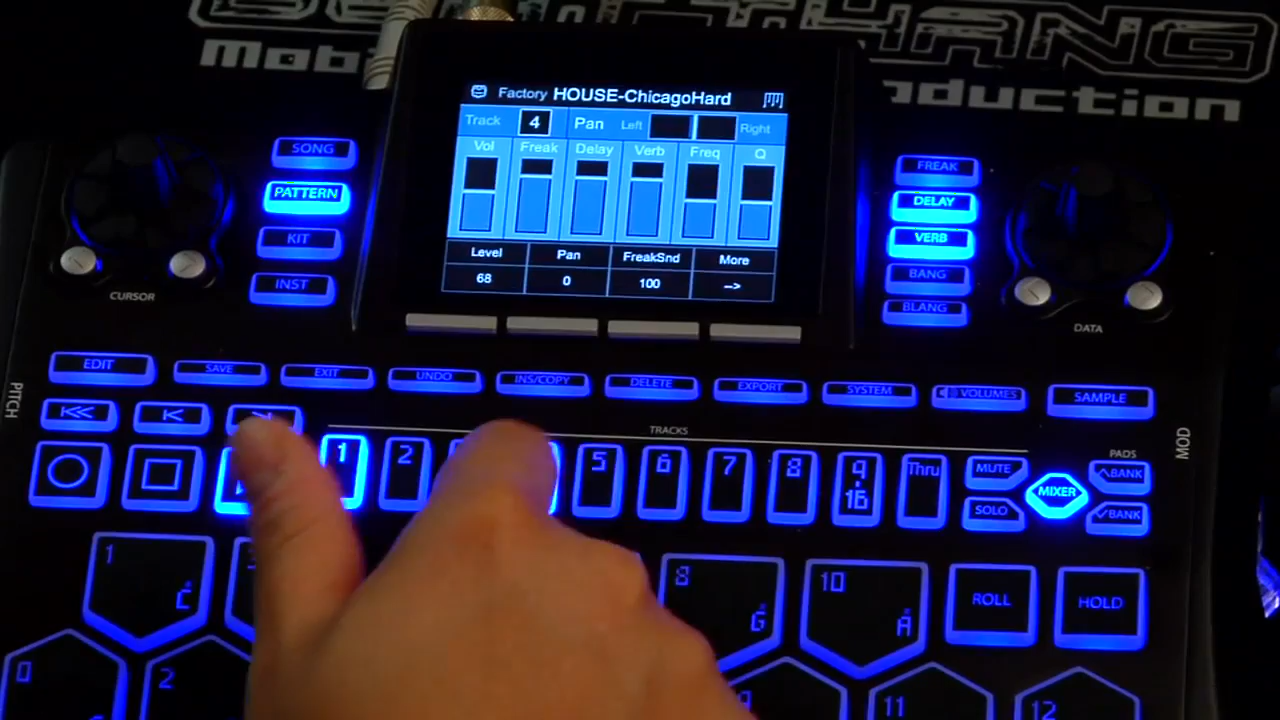 Factory HOUSE-ChicagoHard
Track 4 Pan Left Right
Vol Freak Delay Verb Freq Q
Level Pan FreakSnd More
68 0 100 -->
SONG
PATTERN
KIT
INST
FREAK
DELAY
VERB
BANG
BLANG
CURSOR
DATA
EDIT SAVE EXIT UNDO INS/COPY DELETE EXPORT SYSTEM VOLUMES SAMPLE
PITCH
MOD
TRACKS
1 2 5 6 7 8 9-16 Thru
MUTE
SOLO
MIXER
PADS
BANK
BANK
1 C
8 G
10 A
ROLL
HOLD
0
2
11
12